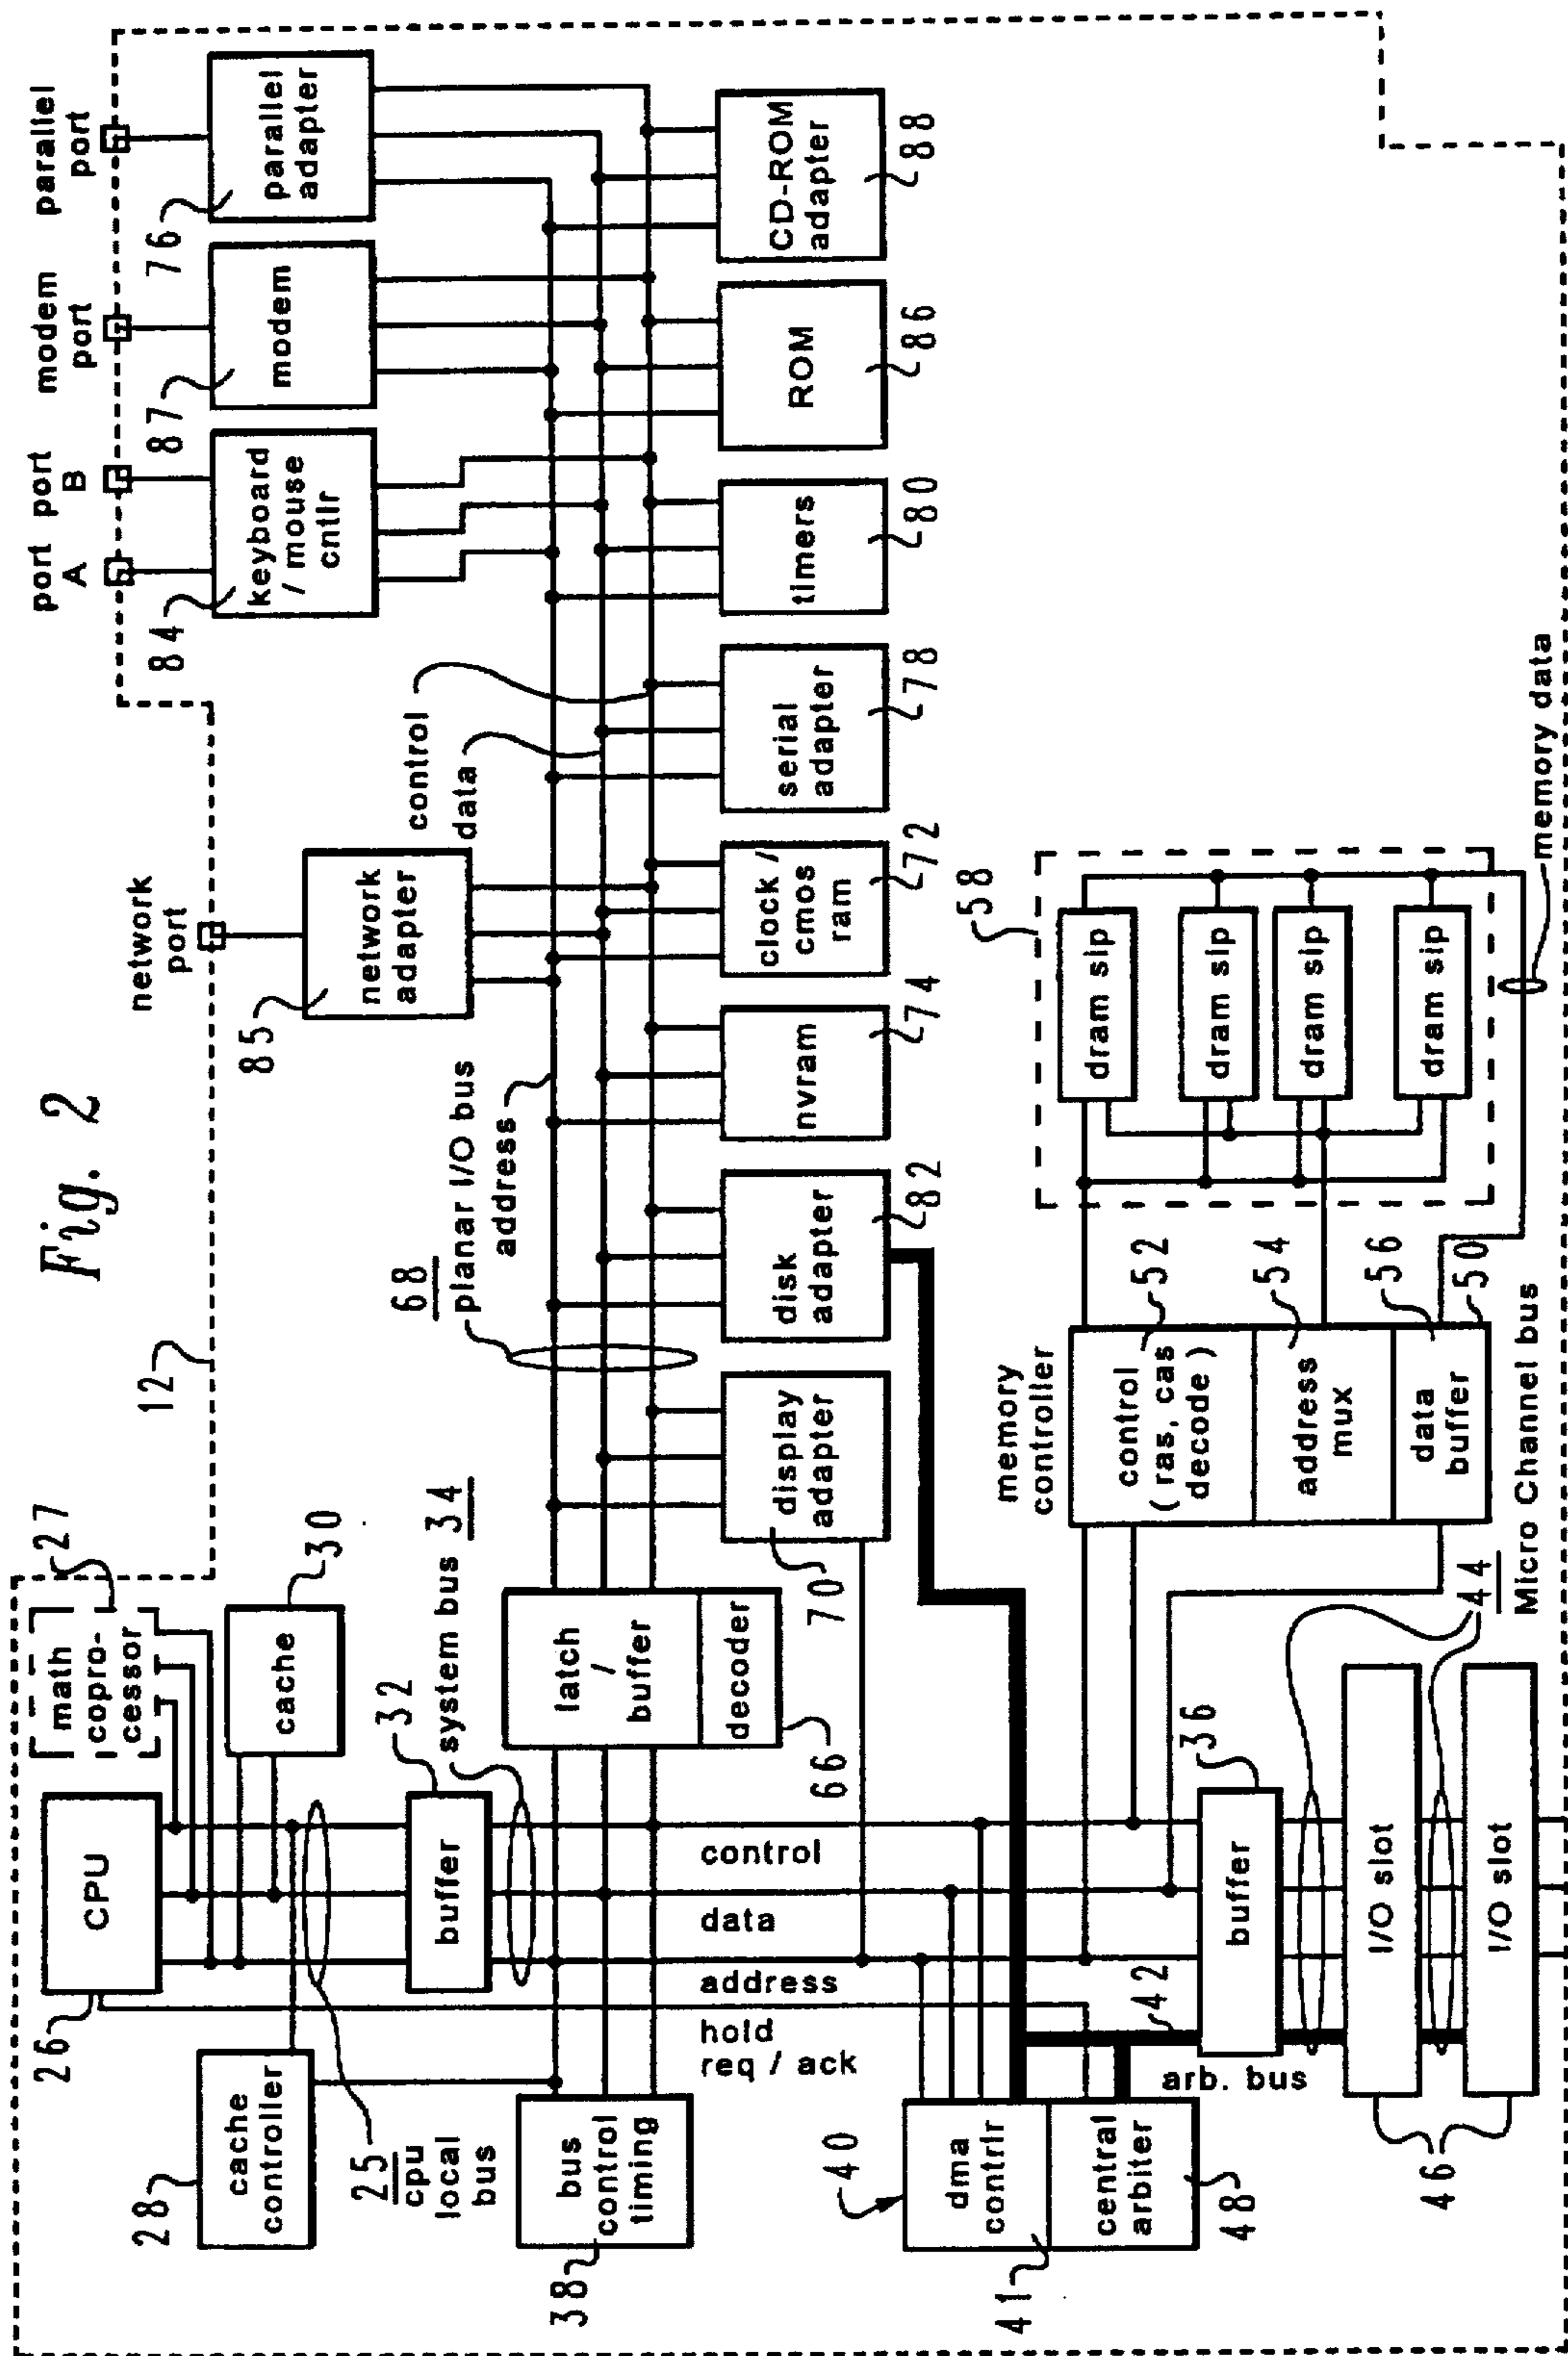 Fig. 2
12
26
CPU
math
copro-
cessor
27
28
cache
controller
cache
30
25
cpu
local
bus
buffer
32
system bus 34
38
bus
control
timing
latch
/
buffer
decoder
66
control
data
address
hold
req / ack
68
planar I/O bus
address
data
control
network
port
85
network
adapter
port
A
port
B
84
keyboard
/ mouse
cntlr
modem
port
87
modem
parallel
port
76
parallel
adapter
display
adapter
70
disk
adapter
82
nvram
74
clock /
cmos
ram
72
serial
adapter
78
timers
80
ROM
86
CD-ROM
adapter
88
40
dma
contrlr
41
central
arbiter
48
arb. bus
42
buffer
36
I/O slot
I/O slot
46
44
Micro Channel bus
memory
controller
control
( ras, cas
decode )
52
address
mux
54
data
buffer
56
50
58
dram sip
dram sip
dram sip
dram sip
memory data